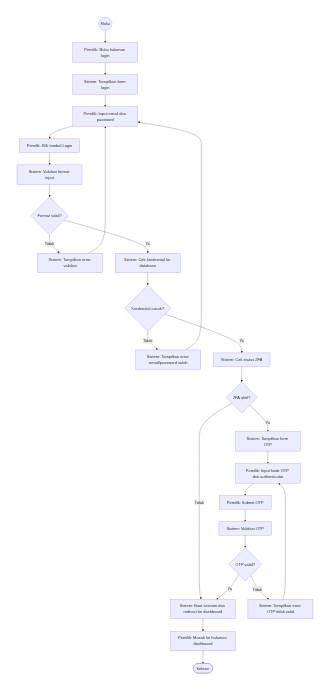 Mulai
Pemilik: Buka halaman
login
Sistem: Tampilkan form
login
Pemilik: Input email dan
password
Pemilik: Klik tombol Login
Sistem: Validasi format
input
Format valid?
Tidak
Ya
Sistem: Tampilkan error
validasi
Sistem: Cek kredensial ke
database
Kredensial cocok?
Tidak
Ya
Sistem: Tampilkan error
email/password salah
Sistem: Cek status 2FA
2FA aktif?
Ya
Sistem: Tampilkan form
OTP
Pemilik: Input kode OTP
dari authenticator
Tidak
Pemilik: Submit OTP
Sistem: Validasi OTP
OTP valid?
Ya
Tidak
Sistem: Buat session dan
redirect ke dashboard
Sistem: Tampilkan error
OTP tidak valid
Pemilik: Masuk ke halaman
dashboard
Selesai